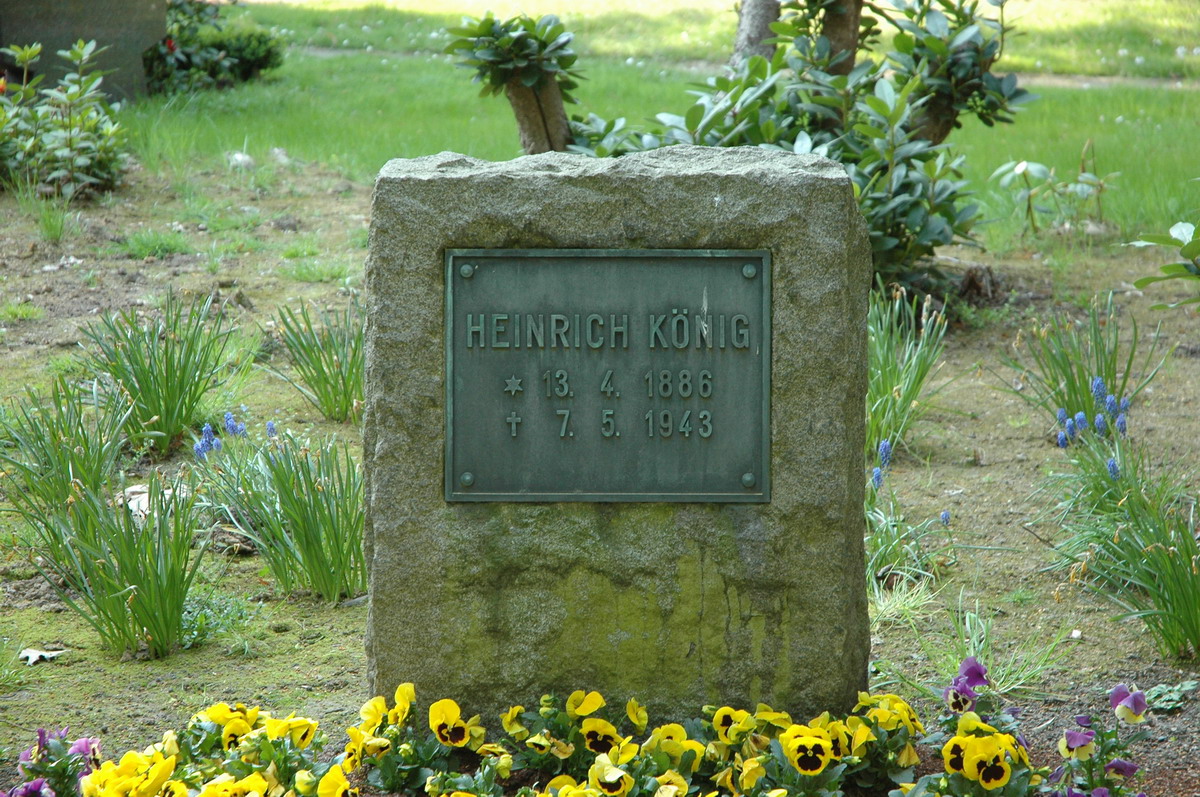 HEINRICH KÖNIG
* 13. 4. 1886
† 7. 5. 1943